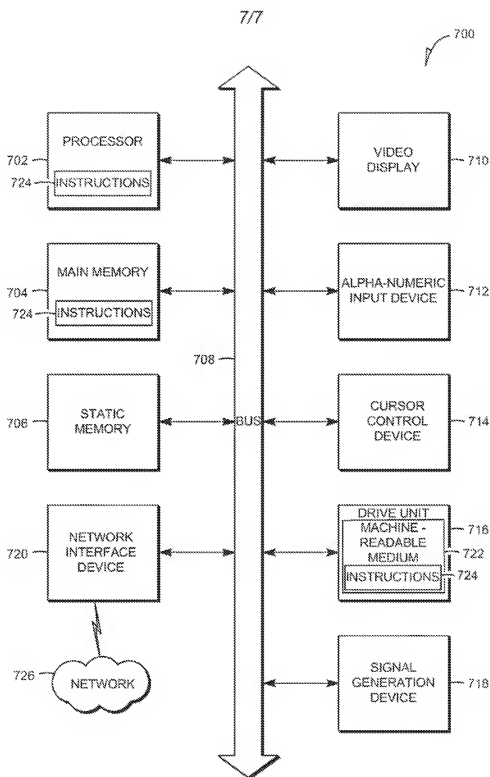 7/7
700
PROCESSOR
702
724
INSTRUCTIONS
VIDEO
DISPLAY
710
MAIN MEMORY
704
724
INSTRUCTIONS
ALPHA-NUMERIC
INPUT DEVICE
712
708
STATIC
MEMORY
706
BUS
CURSOR
CONTROL
DEVICE
714
NETWORK
INTERFACE
DEVICE
720
DRIVE UNIT
716
MACHINE -
READABLE
MEDIUM
722
INSTRUCTIONS
724
726
NETWORK
SIGNAL
GENERATION
DEVICE
718